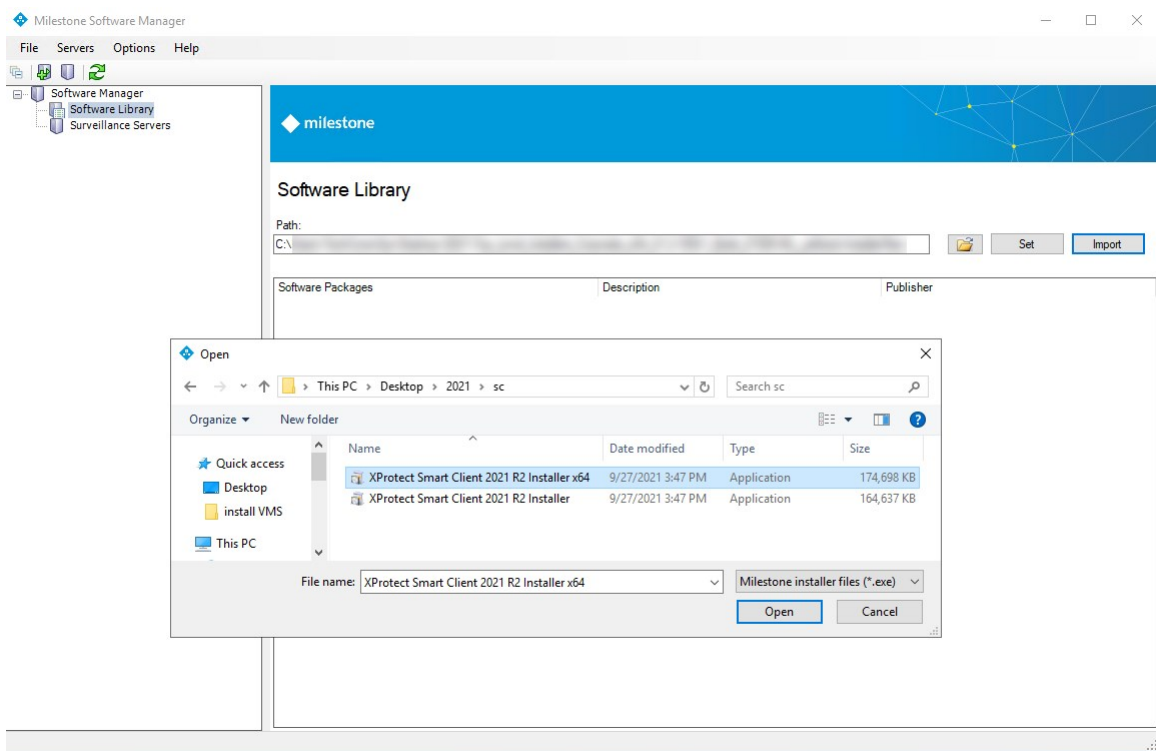 Milestone Software Manager
File Servers Options Help
Software Manager
Software Library
Surveillance Servers
milestone
Software Library
Path:
C:\
Set
Import
Software Packages Description Publisher
Open
This PC > Desktop > 2021 > sc
Search sc
Organize New folder
Name Date modified Type Size
Quick access
Desktop
install VMS
This PC
XProtect Smart Client 2021 R2 Installer x64 9/27/2021 3:47 PM Application 174,698 KB
XProtect Smart Client 2021 R2 Installer 9/27/2021 3:47 PM Application 164,637 KB
File name: XProtect Smart Client 2021 R2 Installer x64 Milestone installer files (*.exe)
Open Cancel